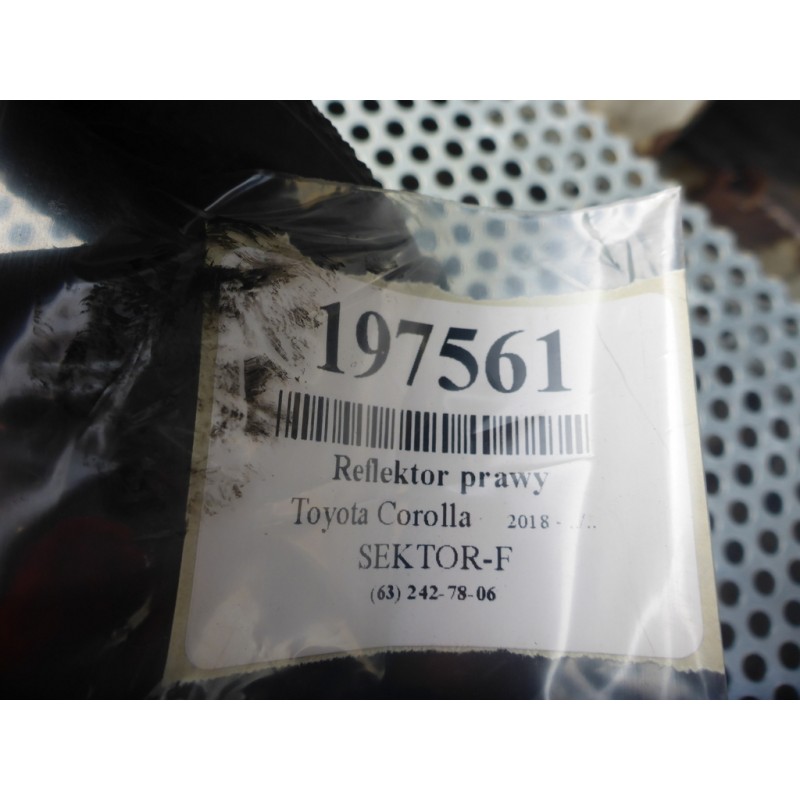 197561
Reflektor prawy
Toyota Corolla 2018 -
SEKTOR-F
(63) 242-78-06